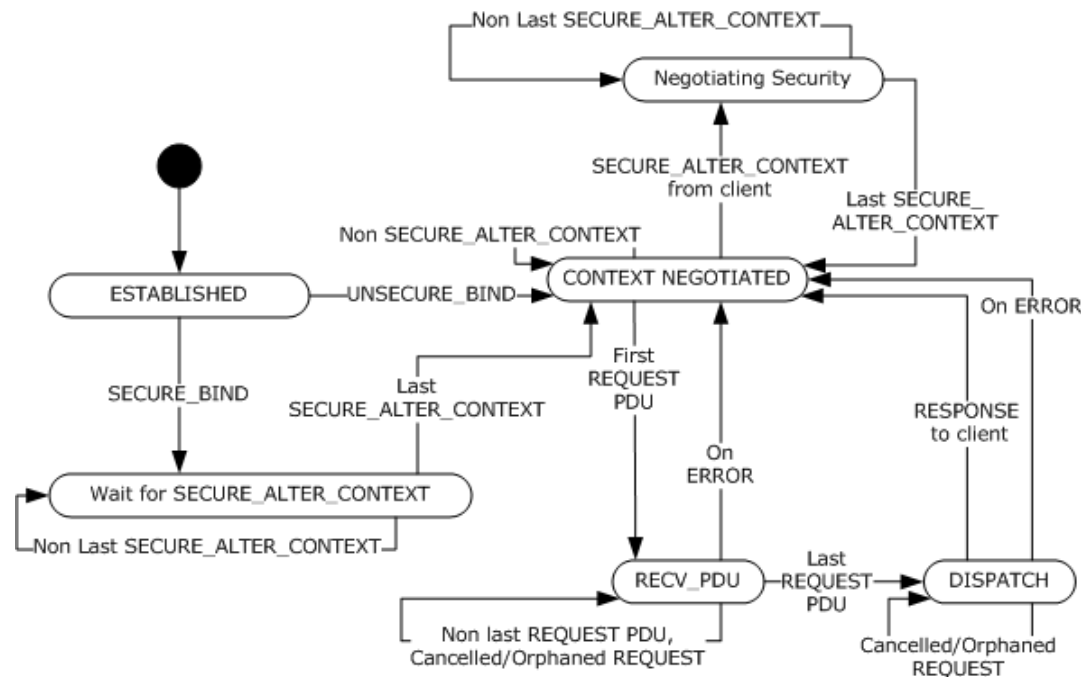 Non Last SECURE_ALTER_CONTEXT
Negotiating Security
SECURE_ALTER_CONTEXT
from client
Last SECURE_
ALTER_CONTEXT
Non SECURE_ALTER_CONTEXT
ESTABLISHED
UNSECURE_BIND
CONTEXT NEGOTIATED
On ERROR
First
REQUEST
PDU
SECURE_BIND
Last
SECURE_ALTER_CONTEXT
RESPONSE
to client
On
ERROR
Wait for SECURE_ALTER_CONTEXT
Non Last SECURE_ALTER_CONTEXT
RECV_PDU
Last
REQUEST
PDU
DISPATCH
Non last REQUEST PDU,
Cancelled/Orphaned REQUEST
Cancelled/Orphaned
REQUEST